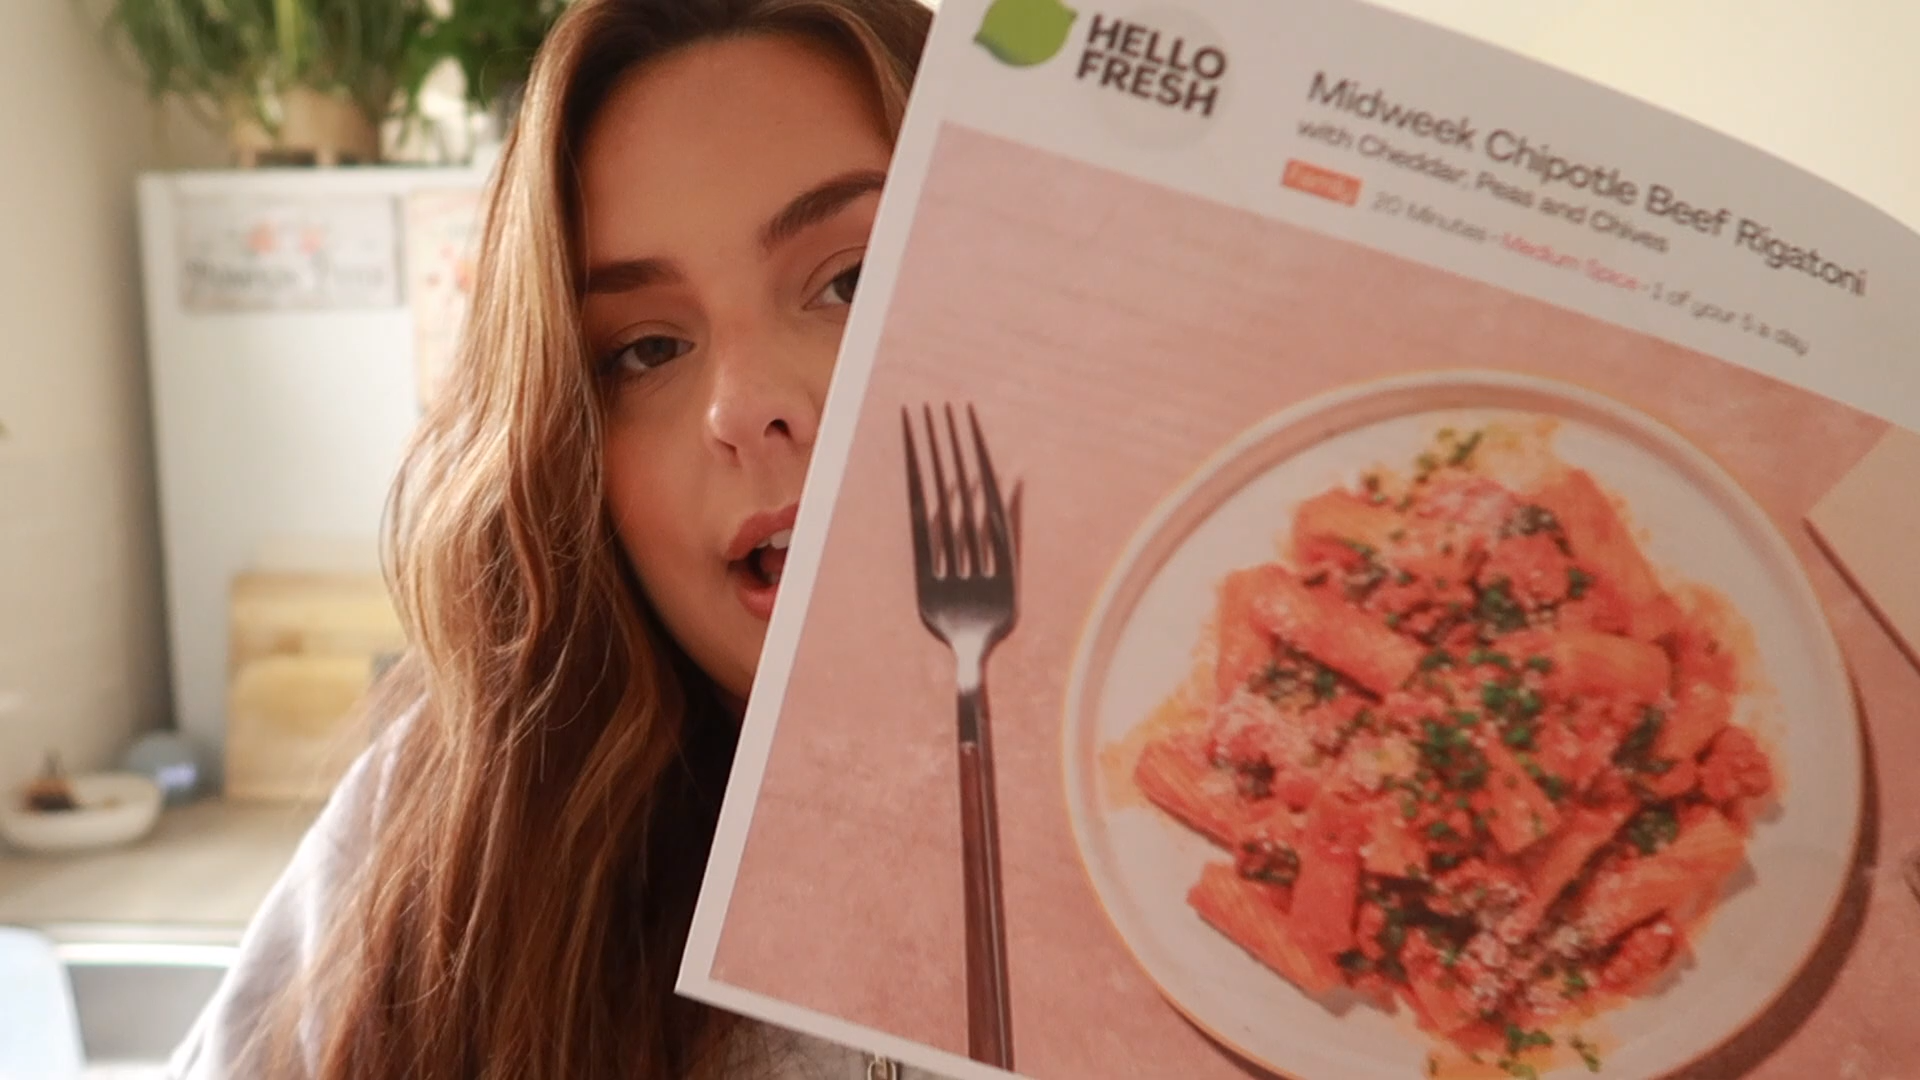 HELLO
FRESH
Midweek Chipotle Beef Rigatoni
with Cheddar, Peas and Chives
Family 20 Minutes • Medium Spice • 1 of your 5 a day